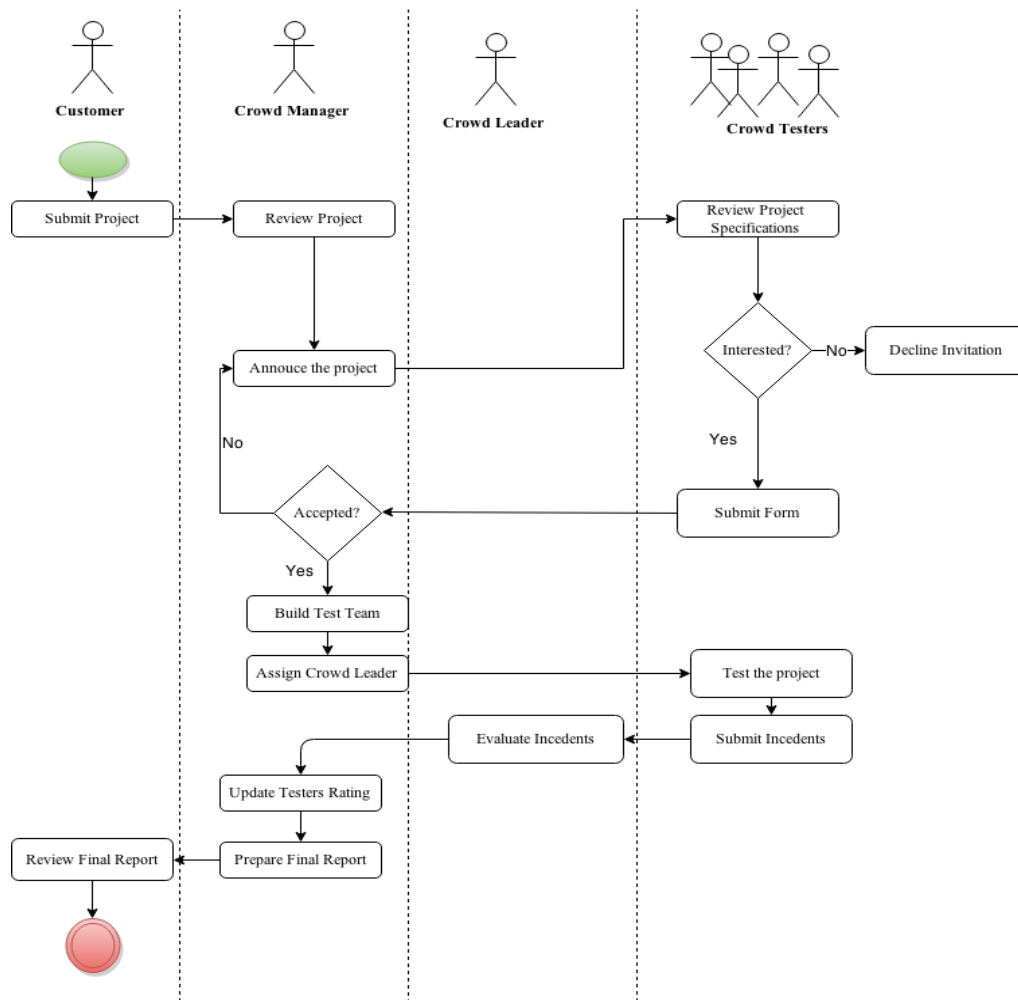 Customer
Crowd Manager
Crowd Leader
Crowd Testers
Submit Project
Review Project
Review Project
Specifications
Annouce the project
Interested?
No
Decline Invitation
No
Yes
Accepted?
Submit Form
Yes
Build Test Team
Assign Crowd Leader
Test the project
Evaluate Incedents
Submit Incedents
Update Testers Rating
Review Final Report
Prepare Final Report